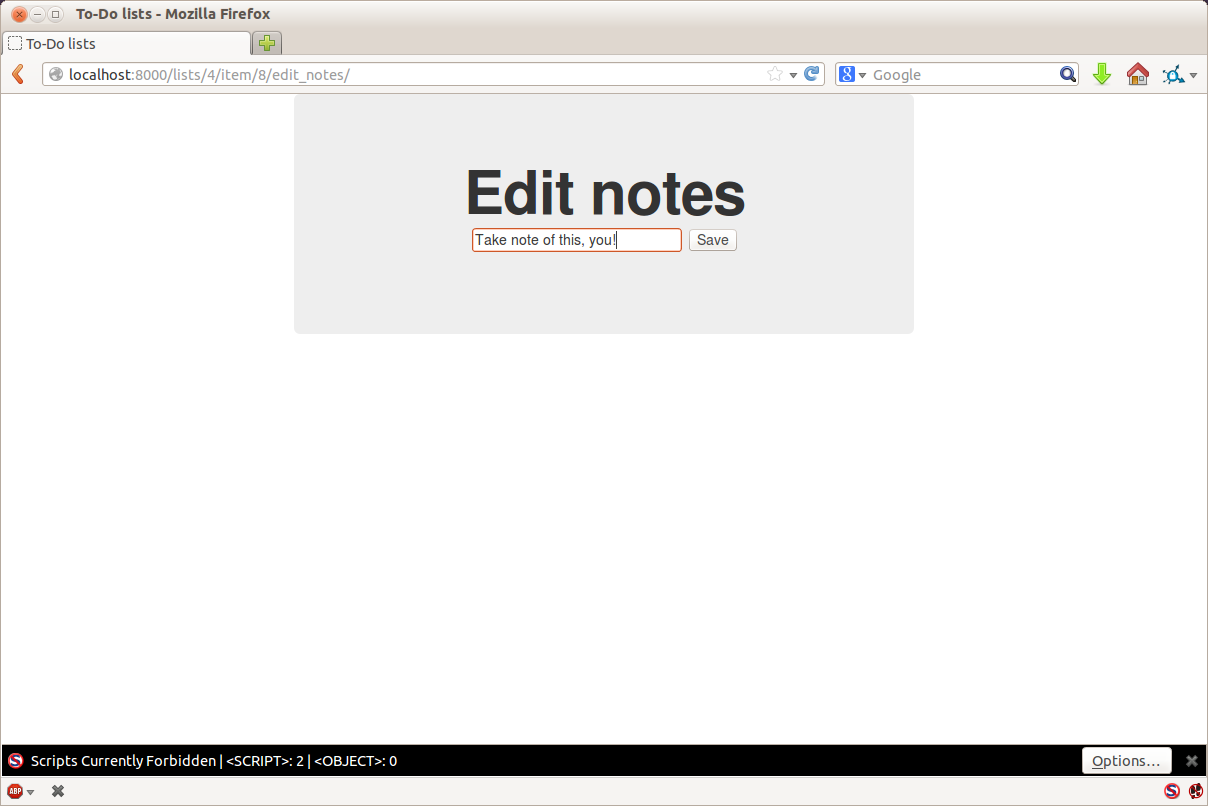 To-Do lists - Mozilla Firefox
To-Do lists
localhost:8000/lists/4/item/8/edit_notes/
8
Google
Edit notes
Take note of this, you!
Save
Scripts Currently Forbidden | <SCRIPT>: 2 | <OBJECT>: 0
Options...
ABP